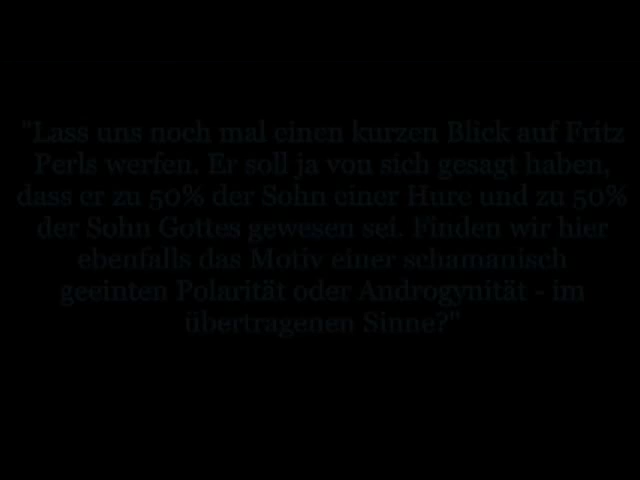 "Lass uns noch mal einen kurzen Blick auf Fritz
Perls werfen. Er soll ja von sich gesagt haben,
dass er zu 50% der Sohn einer Hure und zu 50%
der Sohn Gottes gewesen sei. Finden wir hier
ebenfalls das Motiv einer schamanisch
geeinten Polarität oder Androgynität - im
übertragenen Sinne?"